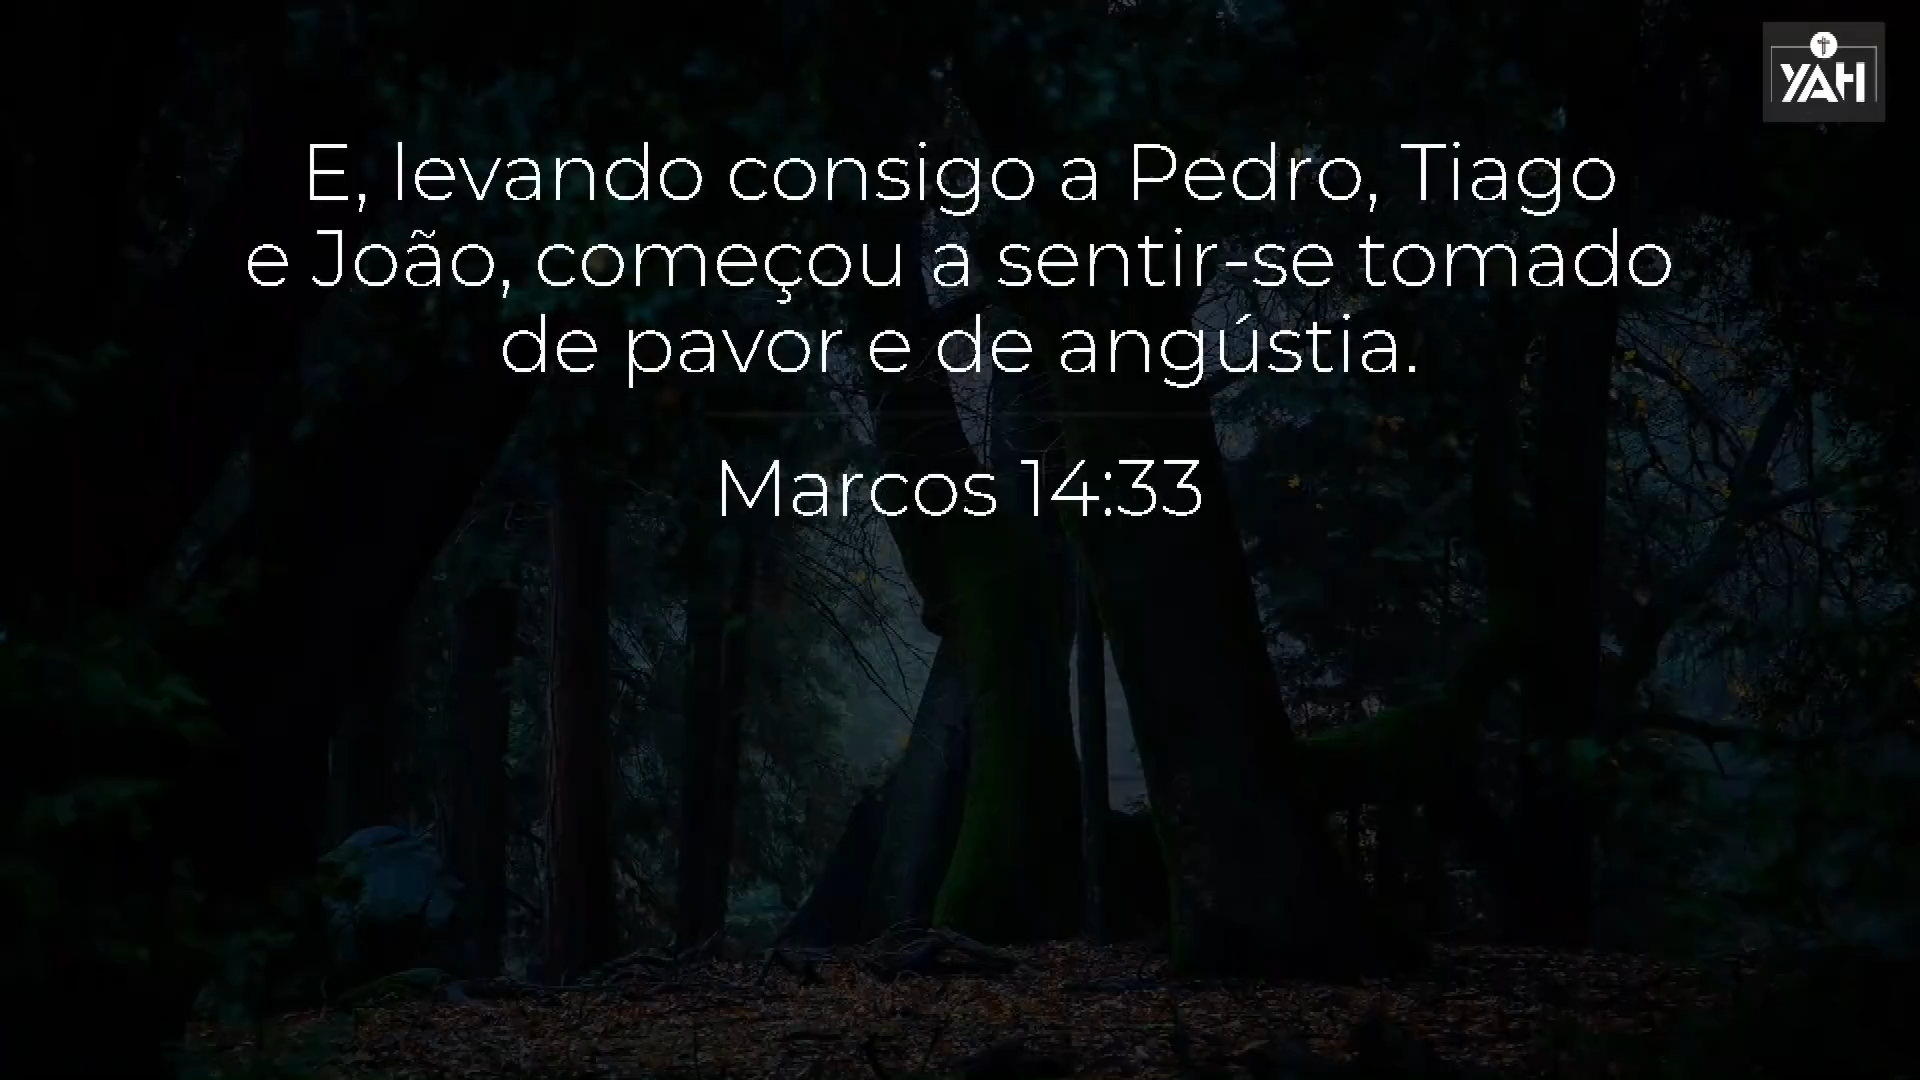 YAH
E, levando consigo a Pedro, Tiago
e João, começou a sentir-se tomado
de pavor e de angústia.
Marcos 14:33